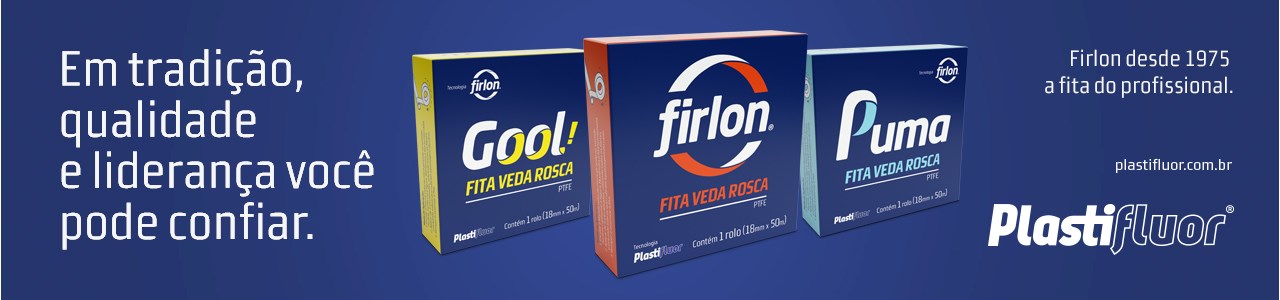 Em tradição,
qualidade
e liderança você
pode confiar.
Tecnologia
firlon®
Gool!
FITA VEDA ROSCA
PTFE
Contém 1 rolo (18mm x 50m)
Plastifluor
firlon®
FITA VEDA ROSCA
PTFE
Contém 1 rolo (18mm x 50m)
Tecnologia
Plastifluor
Tecnologia
firlon®
Puma
FITA VEDA ROSCA
PTFE
Contém 1 rolo (18mm x 50m)
Plastifluor
Firlon desde 1975
a fita do profissional.
plastifluor.com.br
Plastifluor®